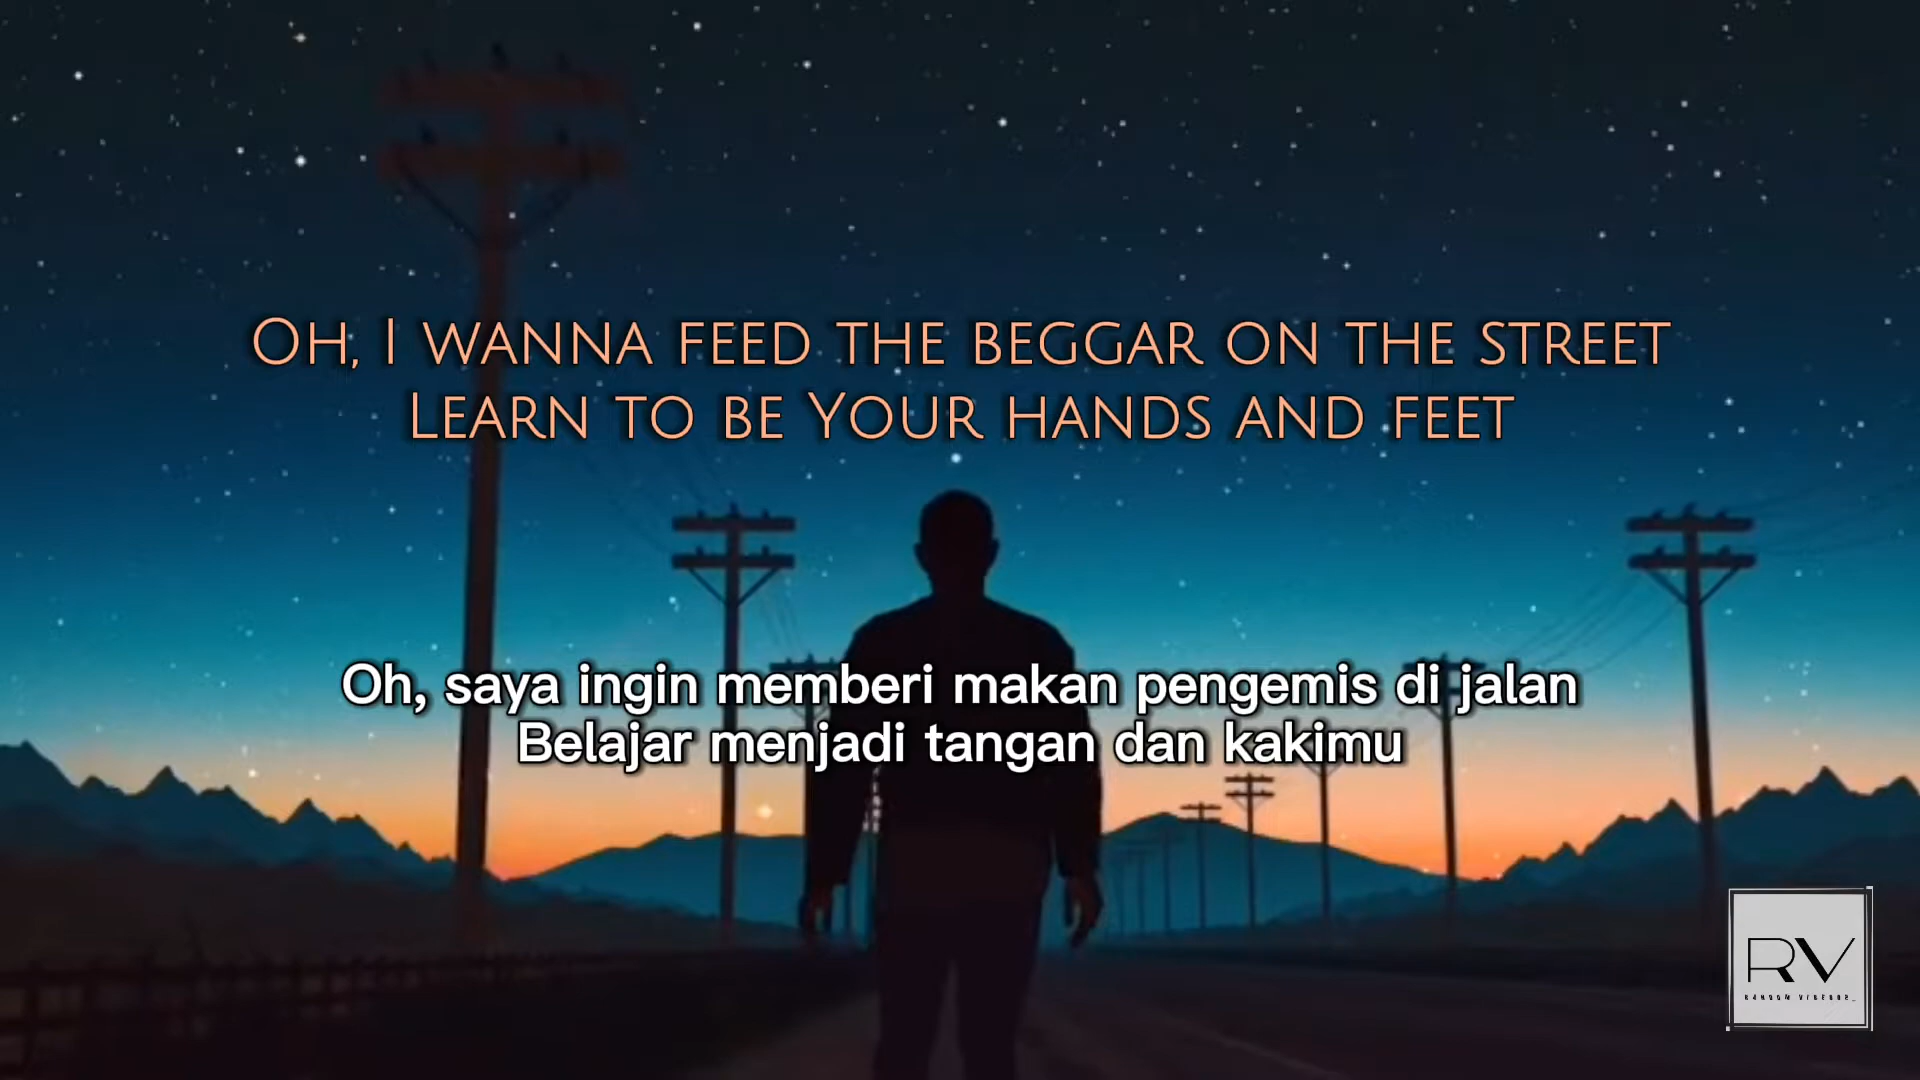 Oh, I wanna feed the beggar on the street
Learn to be Your hands and feet
Oh, saya ingin memberi makan pengemis di jalan
Belajar menjadi tangan dan kakimu
RV